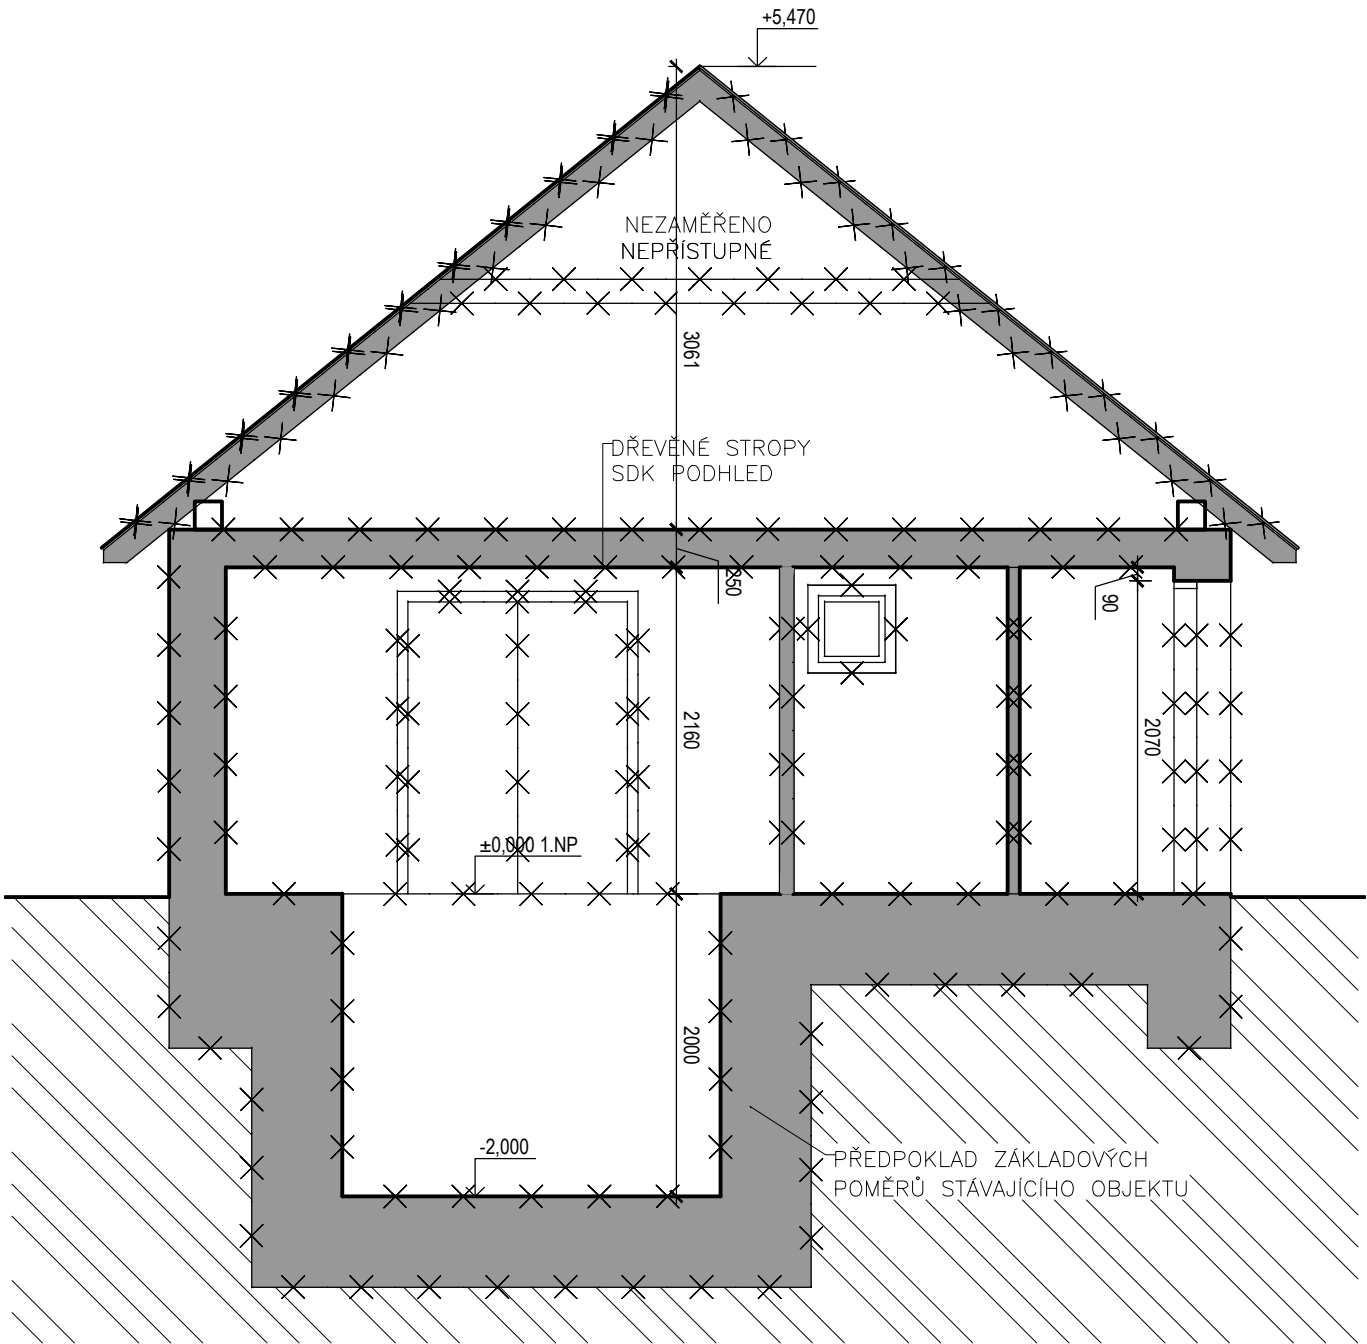 +5,470
NEZAMĚŘENO
NEPŘÍSTUPNÉ
3061
DŘEVĚNÉ STROPY
SDK PODHLED
250
90
2160
2070
±0,000 1.NP
2000
-2,000
PŘEDPOKLAD ZÁKLADOVÝCH
POMĚRŮ STÁVAJÍCÍHO OBJEKTU